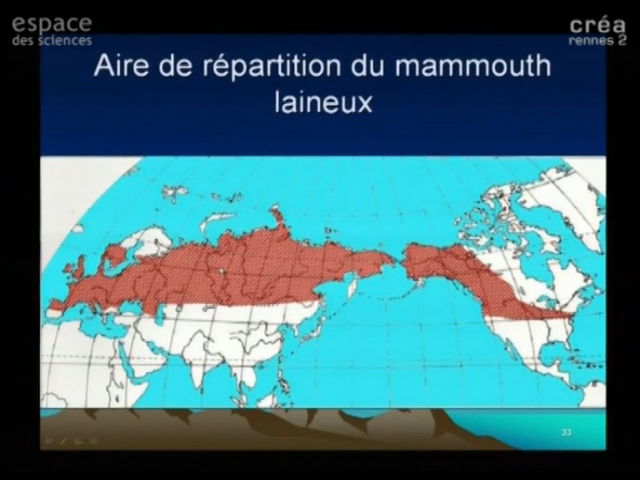 espace
des sciences
créa
rennes 2
Aire de répartition du mammouth
laineux
33